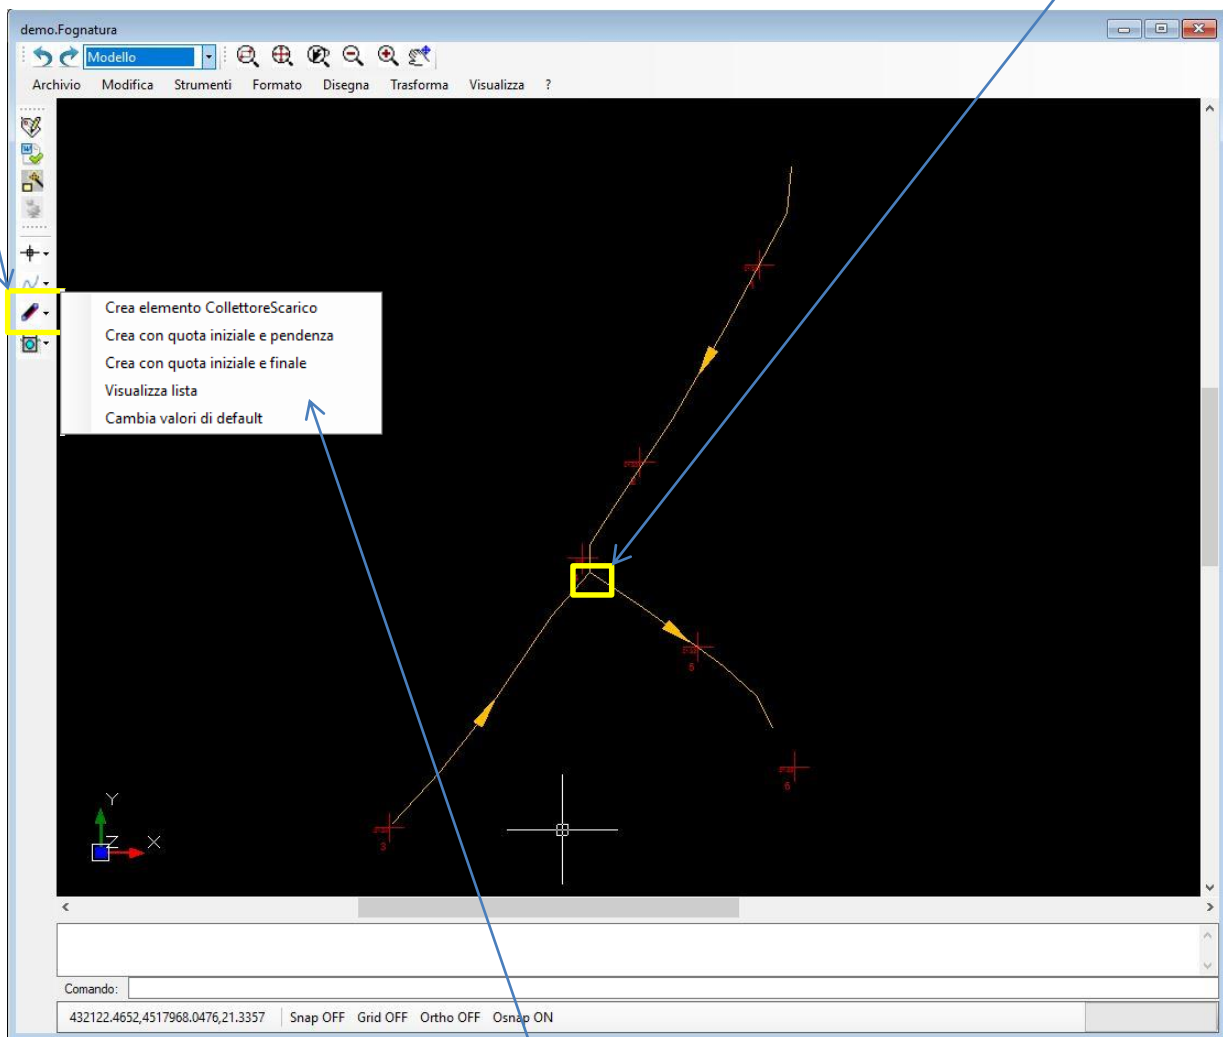 demo.Fognatura
Modello
Archivio Modifica Strumenti Formato Disegna Trasforma Visualizza ?
Crea elemento CollettoreScarico
Crea con quota iniziale e pendenza
Crea con quota iniziale e finale
Visualizza lista
Cambia valori di default
5
6
3
Y
Z X
Comando:
432122.4652,4517968.0476,21.3357 Snap OFF Grid OFF Ortho OFF Osnap ON